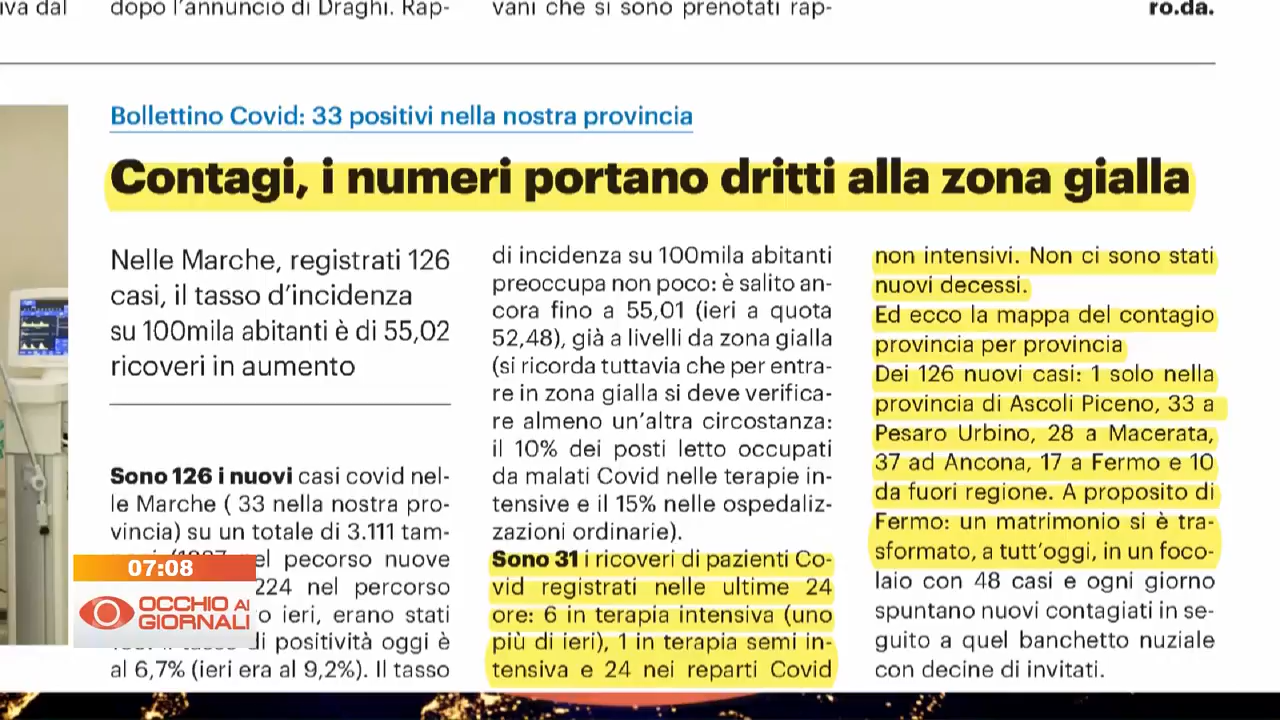 iva dal
dopo l'annuncio di Draghi. Rap-
vani che si sono prenotati rap-
ro.da.
Bollettino Covid: 33 positivi nella nostra provincia
Contagi, i numeri portano dritti alla zona gialla
Nelle Marche, registrati 126
casi, il tasso d'incidenza
su 100mila abitanti è di 55,02
ricoveri in aumento
Sono 126 i nuovi casi covid nel-
le Marche ( 33 nella nostra pro-
vincia) su un totale di 3.111 tam-
nel pecorso nuove
224 nel percorso
ieri, erano stati
di positività oggi è
al 6,7% (ieri era al 9,2%). Il tasso
di incidenza su 100mila abitanti
preoccupa non poco: è salito an-
cora fino a 55,01 (ieri a quota
52,48), già a livelli da zona gialla
(si ricorda tuttavia che per entra-
re in zona gialla si deve verifica-
re almeno un'altra circostanza:
il 10% dei posti letto occupati
da malati Covid nelle terapie in-
tensive e il 15% nelle ospedaliz-
zazioni ordinarie).
Sono 31 i ricoveri di pazienti Co-
vid registrati nelle ultime 24
ore: 6 in terapia intensiva (uno
più di ieri), 1 in terapia semi in-
tensiva e 24 nei reparti Covid
non intensivi. Non ci sono stati
nuovi decessi.
Ed ecco la mappa del contagio
provincia per provincia
Dei 126 nuovi casi: 1 solo nella
provincia di Ascoli Piceno, 33 a
Pesaro Urbino, 28 a Macerata,
37 ad Ancona, 17 a Fermo e 10
da fuori regione. A proposito di
Fermo: un matrimonio si è tra-
sformato, a tutt'oggi, in un foco-
laio con 48 casi e ogni giorno
spuntano nuovi contagiati in se-
guito a quel banchetto nuziale
con decine di invitati.
07:08
OCCHIO AI
GIORNALI